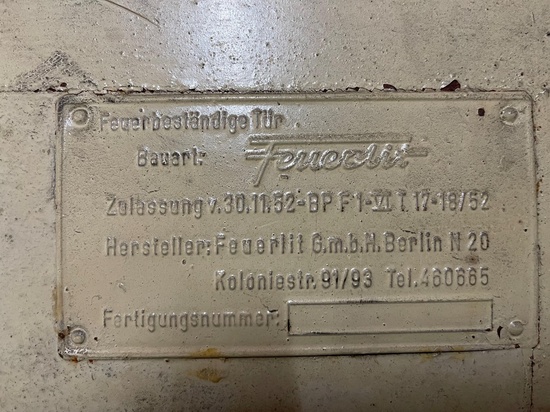 Feuerbeständige Tür
Bauart: Feuerlit
Zulassung v. 30.11.52-BP F 1-VI T. 17-18/52
Hersteller: Feuerlit G.m.b.H. Berlin N 20
Koloniestr. 91/93 Tel. 460665
Fertigungsnummer: